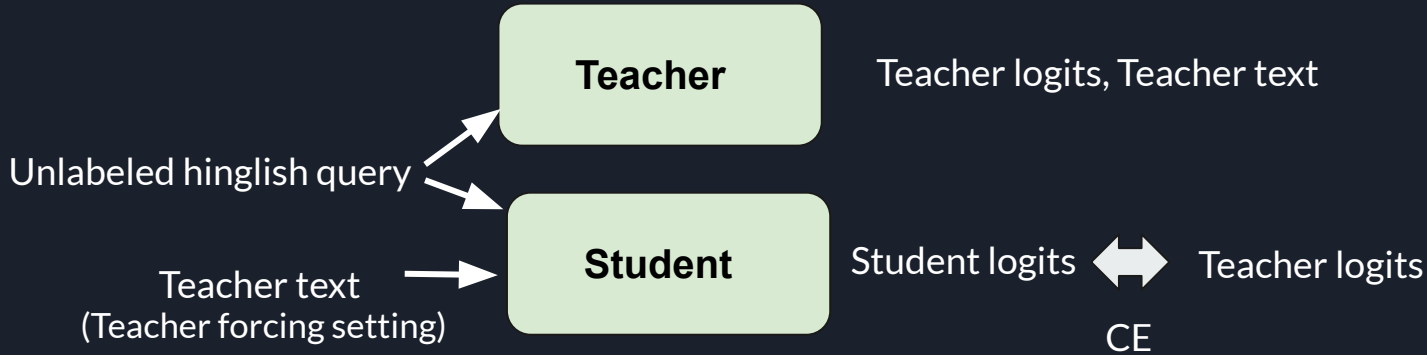 Teacher
Teacher logits, Teacher text
Unlabeled hinglish query
Student
Student logits
Teacher logits
Teacher text
(Teacher forcing setting)
CE